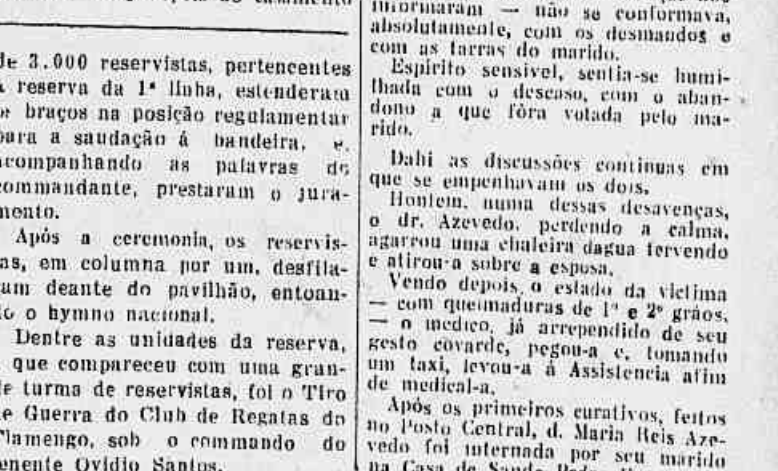 de 3.000 reservistas, pertencentes
á reserva da 1ª linha, estenderam
os braços na posição regulamentar
para a saudação á bandeira, e,
acompanhando as palavras do
commandante, prestaram o jura-
mento.
Após a ceremonia, os reservis-
tas, em columna por um, desfila-
ram deante do pavilhão, entoan-
do o hymno nacional.
Dentre as unidades da reserva,
que compareceu com uma gran-
de turma de reservistas, foi o Tiro
de Guerra do Club de Regatas do
Flamengo, sob o commando do
tenente Ovidio Santos.
informaram — não se conformava,
absolutamente, com os desmandos e
com as farras do marido.
Espirito sensivel, sentia-se humi-
lhada com o descaso, com o aban-
dono a que fôra votada pelo ma-
rido.
Dahi as discussões continuas em
que se empenhavam os dois.
Hontem, numa dessas desavenças,
o dr. Azevedo, perdendo a calma,
agarrou uma chaleira dagua fervendo
e atirou-a sobre a esposa.
Vendo depois o estado da victima
— com queimaduras de 1º e 2º gráos,
— o medico, já arrependido de seu
gesto covarde, pegou-a e, tomando
um taxi, levou-a á Assistencia afim
de medical-a.
Após os primeiros curativos, feitos
no Posto Central, d. Maria Reis Aze-
vedo foi internada por seu marido
na Casa de Saude